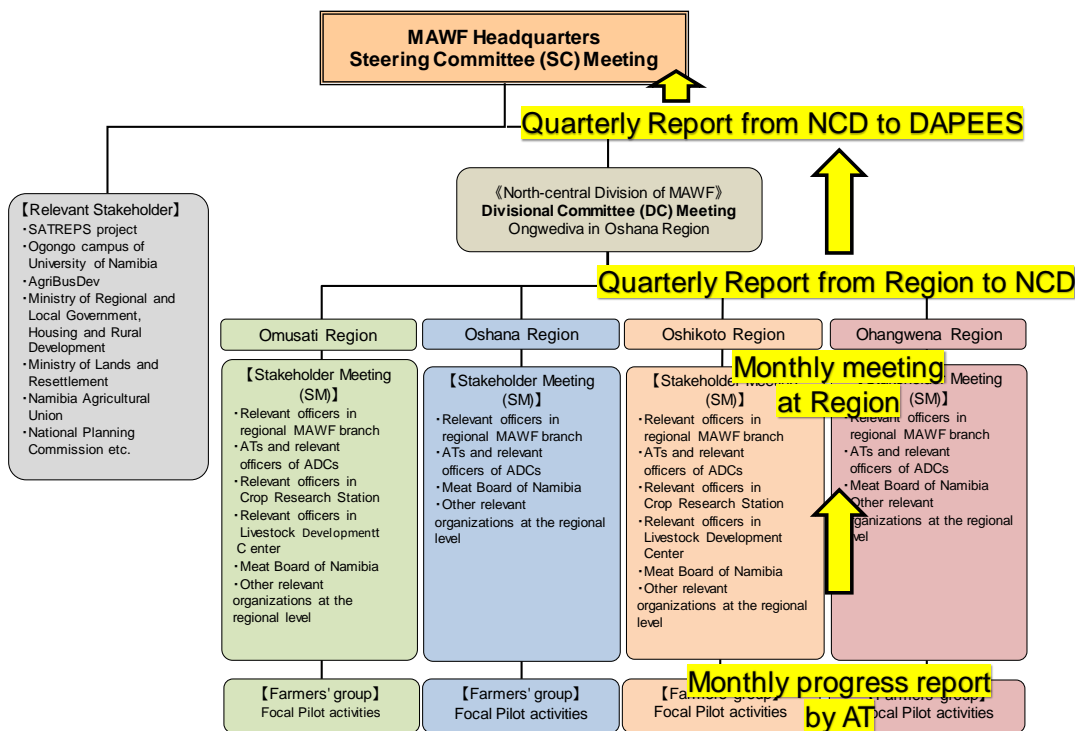 MAWF Headquarters
Steering Committee (SC) Meeting
Quarterly Report from NCD to DAPEES
《North-central Division of MAWF》
Divisional Committee (DC) Meeting
Ongwediva in Oshana Region
【Relevant Stakeholder】
・SATREPS project
・Ogongo campus of
University of Namibia
・AgriBusDev
・Ministry of Regional and
Local Government,
Housing and Rural
Development
・Ministry of Lands and
Resettlement
・Namibia Agricultural
Union
・National Planning
Commission etc.
Quarterly Report from Region to NCD
Omusati Region
【Stakeholder Meeting
(SM)】
・Relevant officers in
regional MAWF branch
・ATs and relevant
officers of ADCs
・Relevant officers in
Crop Research Station
・Relevant officers in
Livestock Developmentt
C enter
・Meat Board of Namibia
・Other relevant
organizations at the
regional level
【Farmers' group】
Focal Pilot activities
Oshana Region
【Stakeholder Meeting
(SM)】
・Relevant officers in
regional MAWF branch
・ATs and relevant
officers of ADCs
・Meat Board of Namibia
・Other relevant
organizations at the regional
level
【Farmers' group】
Focal Pilot activities
Oshikoto Region
【Stakeholder
(SM)】
・Relevant officers in
regional MAWF branch
・ATs and relevant
officers of ADCs
・Relevant officers in
Crop Research Station
・Relevant officers in
Livestock Development
Center
・Meat Board of Namibia
・Other relevant
organizations at the regional
level
Focal Pilot activities
Ohangwena Region
Monthly meeting
at Region
Meeting
(SM)】
・Relevant officers in
regional MAWF branch
・ATs and relevant
officers of ADCs
・Meat Board of Namibia
relevant
at the regional
Monthly progress report
by AT
group】
Pilot activities